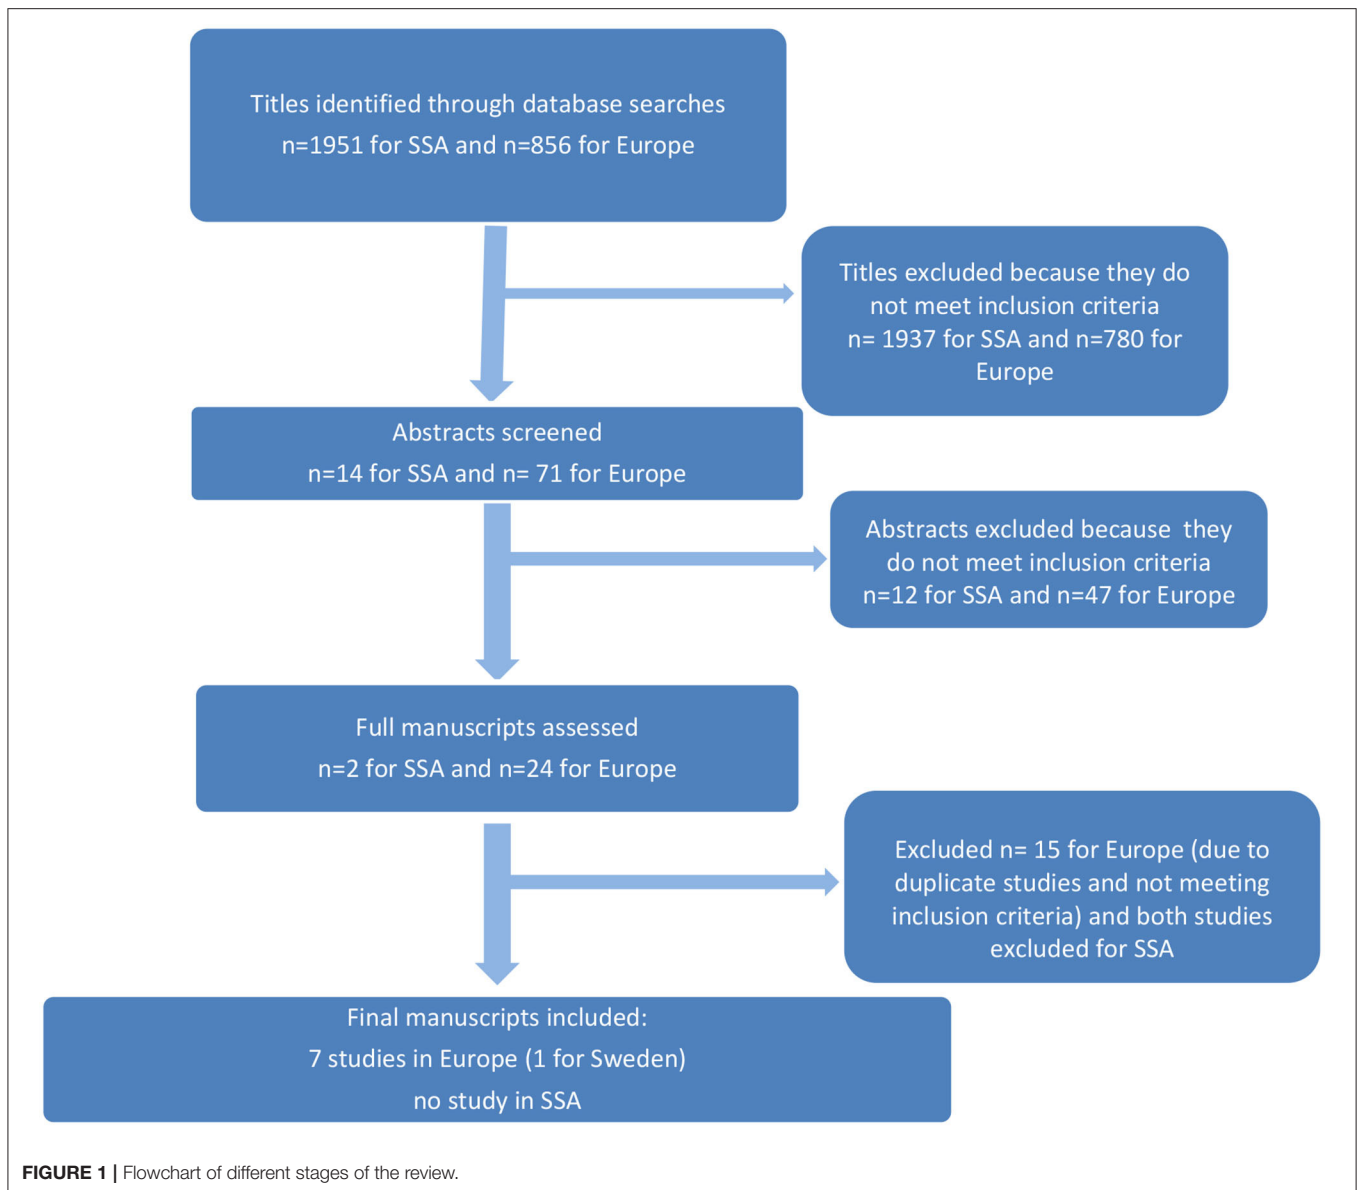 Titles identified through database searches
n=1951 for SSA and n=856 for Europe
Titles excluded because they do
not meet inclusion criteria
n= 1937 for SSA and n=780 for
Europe
Abstracts screened
n=14 for SSA and n= 71 for Europe
Abstracts excluded because  they
do not meet inclusion criteria
n=12 for SSA and n=47 for Europe
Full manuscripts assessed
n=2 for SSA and n=24 for Europe
Excluded n= 15 for Europe (due to
duplicate studies and not meeting
inclusion criteria) and both studies
excluded for SSA
Final manuscripts included:
7 studies in Europe (1 for Sweden)
no study in SSA
FIGURE 1 | Flowchart of different stages of the review.